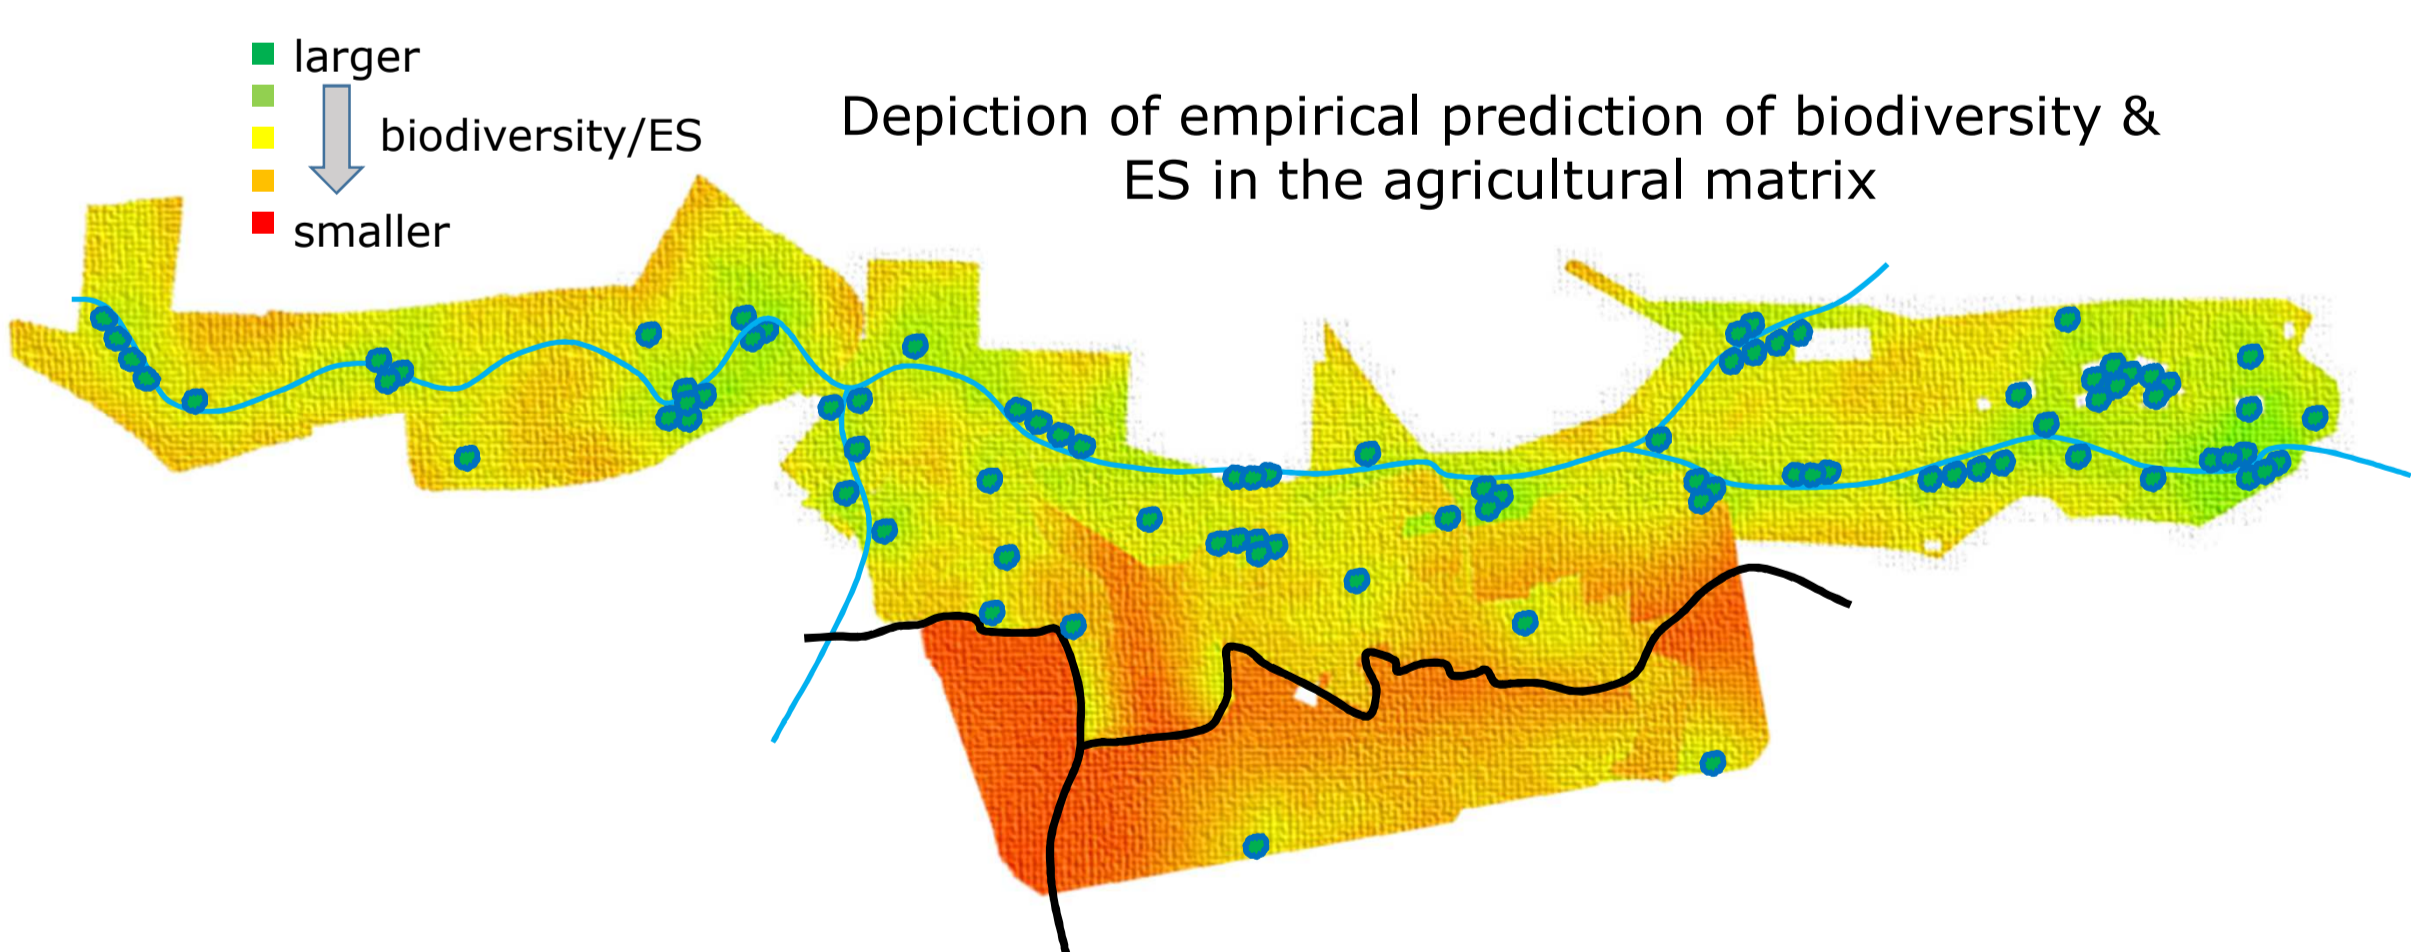 larger
biodiversity/ES
smaller
Depiction of empirical prediction of biodiversity &
ES in the agricultural matrix